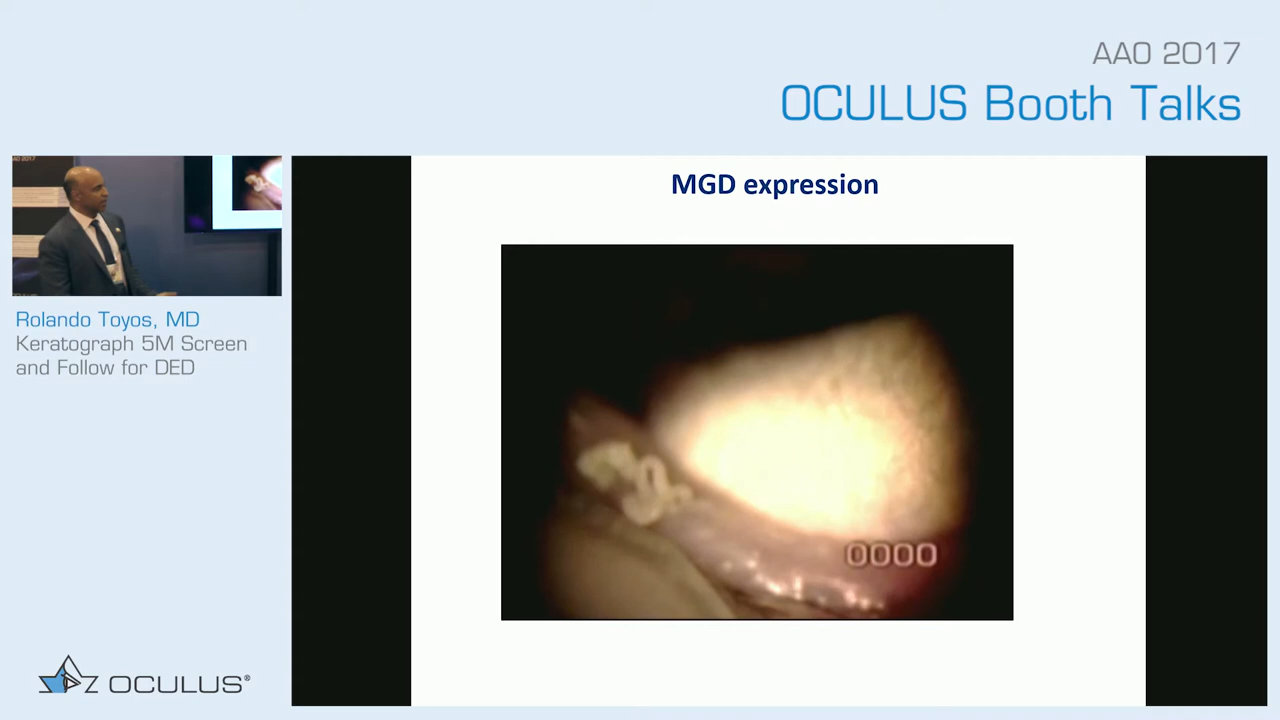 AAO 2017
OCULUS Booth Talks
MGD expression
0000
Rolando Toyos, MD
Keratograph 5M Screen
and Follow for DED
OCULUS®